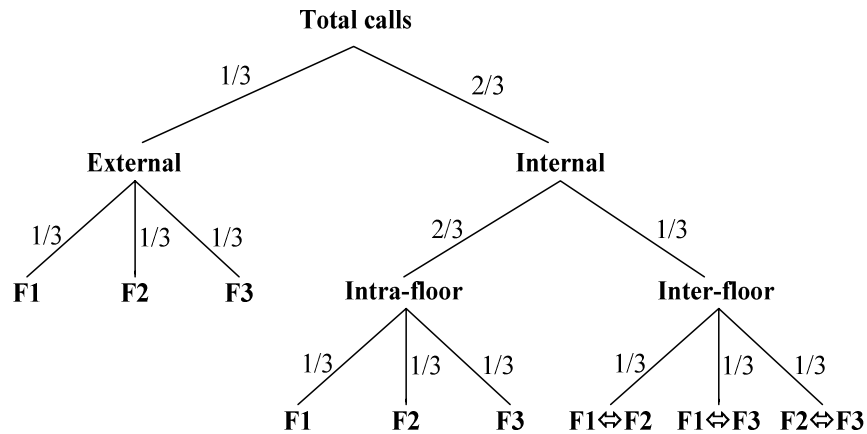 Total calls
1/3 2/3
External Internal
1/3 1/3 1/3 2/3 1/3
F1 F2 F3 Intra-floor Inter-floor
1/3 1/3 1/3 1/3 1/3 1/3
F1 F2 F3 F1⇔F2 F1⇔F3 F2⇔F3